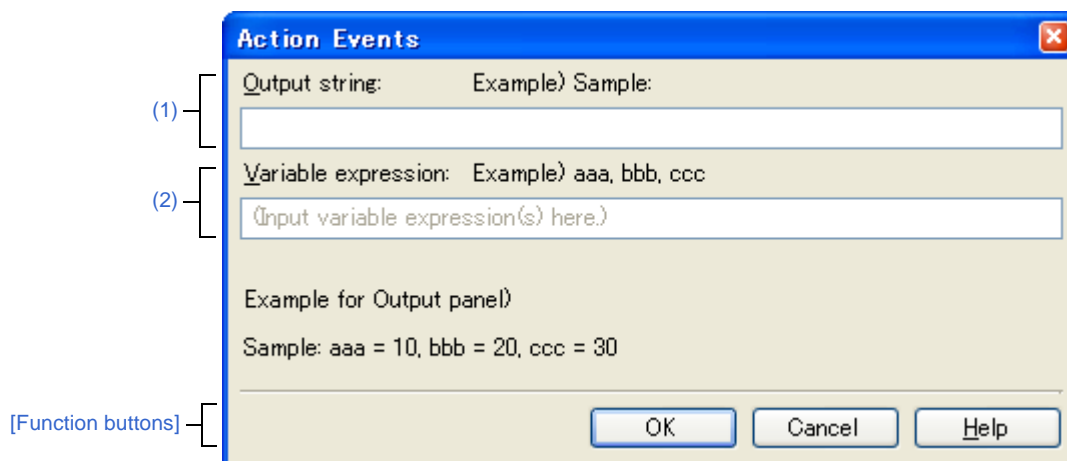 Action Events
Output string: Example) Sample:
(1)
Variable expression: Example) aaa, bbb, ccc
(2)
(Input variable expression(s) here.)
Example for Output panel)
Sample: aaa = 10, bbb = 20, ccc = 30
[Function buttons]
OK Cancel Help